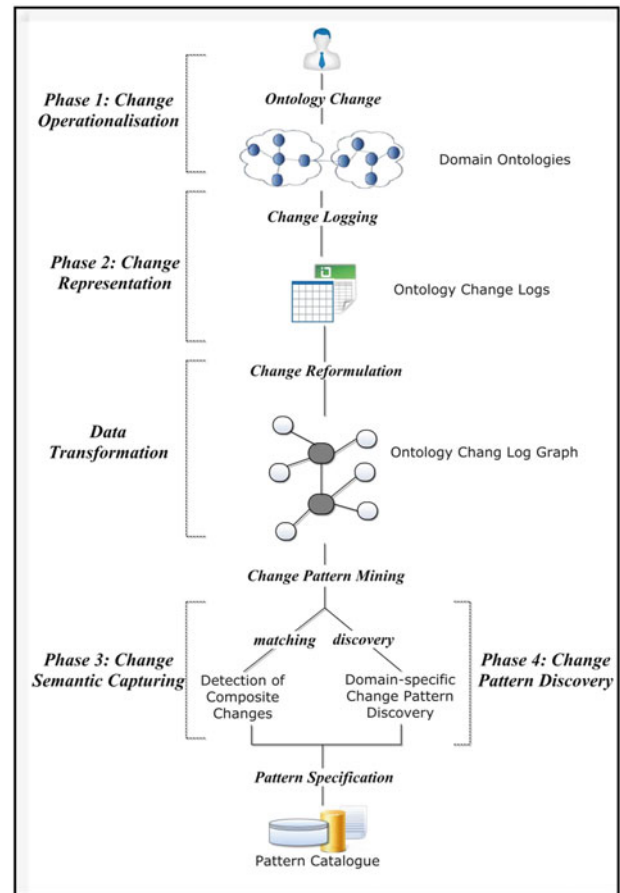 Phase 1: Change
Operationalisation
Ontology Change
Domain Ontologies
Change Logging
Phase 2: Change
Representation
Ontology Change Logs
Change Reformulation
Data
Transformation
Ontology Chang Log Graph
Change Pattern Mining
matching
discovery
Phase 3: Change
Semantic Capturing
Detection of
Composite
Changes
Domain-specific
Change Pattern
Discovery
Phase 4: Change
Pattern Discovery
Pattern Specification
Pattern Catalogue